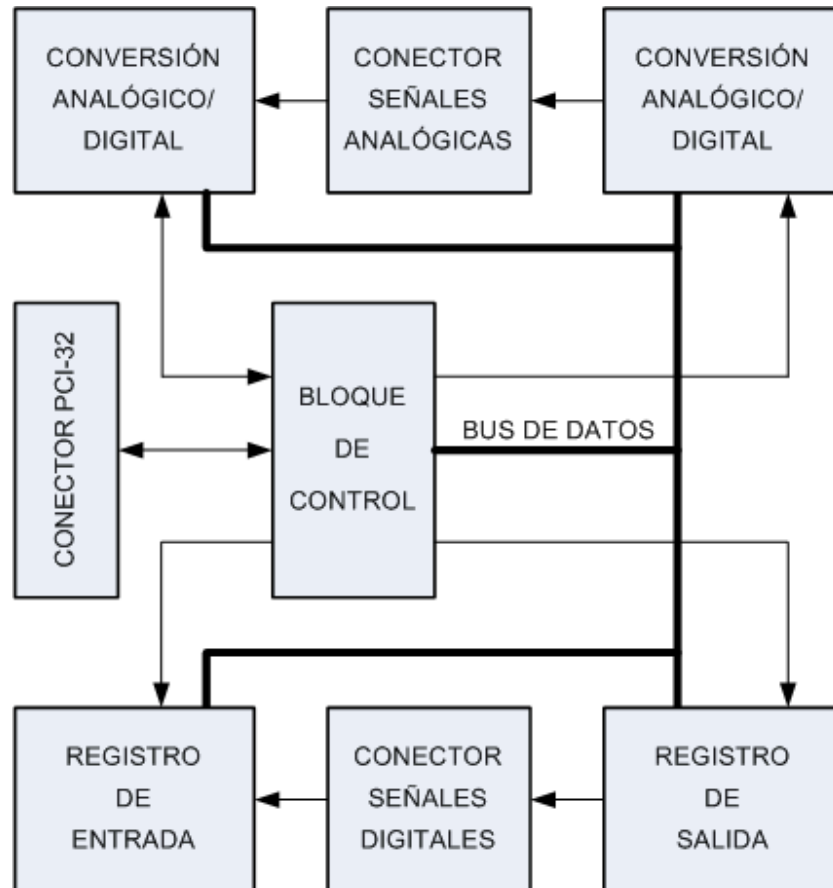 CONVERSIÓN
ANALÓGICO/
DIGITAL
CONECTOR
SEÑALES
ANALÓGICAS
CONVERSIÓN
ANALÓGICO/
DIGITAL
CONECTOR PCI-32
BLOQUE
DE
CONTROL
BUS DE DATOS
REGISTRO
DE
ENTRADA
CONECTOR
SEÑALES
DIGITALES
REGISTRO
DE
SALIDA